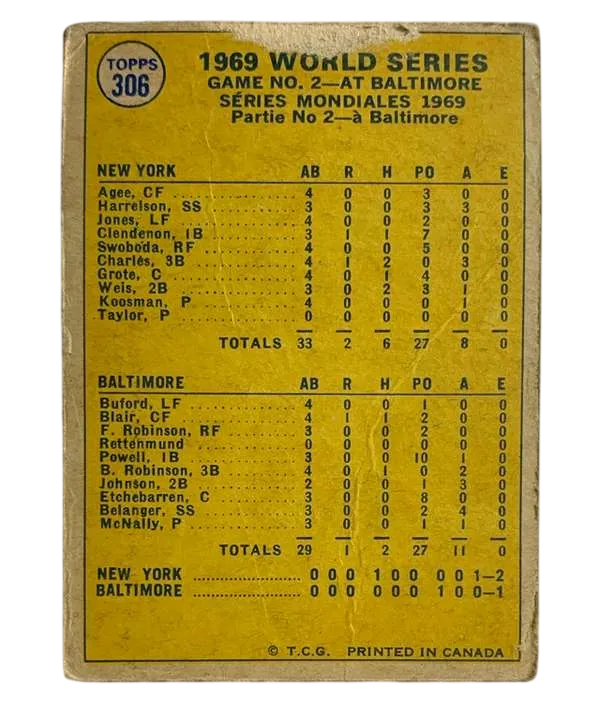 TOPPS
306
1969 WORLD SERIES
GAME NO. 2—AT BALTIMORE
SÉRIES MONDIALES 1969
Partie No 2—à Baltimore
NEW YORK AB R H PO A E
Agee, CF 4 0 0 3 0 0
Harrelson, SS 3 0 0 3 3 0
Jones, LF 4 0 0 2 0 0
Clendenon, 1B 3 1 1 7 0 0
Swoboda, RF 4 0 0 5 0 0
Charles, 3B 4 1 2 0 3 0
Grote, C 4 0 1 4 0 0
Weis, 2B 3 0 2 3 1 0
Koosman, P 4 0 0 0 1 0
Taylor, P 0 0 0 0 0 0
TOTALS 33 2 6 27 8 0
BALTIMORE AB R H PO A E
Buford, LF 4 0 0 1 0 0
Blair, CF 4 1 1 2 0 0
F. Robinson, RF 3 0 0 2 0 0
Rettenmund 0 0 0 0 0 0
Powell, 1B 3 0 0 10 1 0
B. Robinson, 3B 4 0 1 0 2 0
Johnson, 2B 2 0 0 1 3 0
Etchebarren, C 3 0 0 8 0 0
Belanger, SS 3 0 0 2 4 0
McNally, P 3 0 0 1 1 0
TOTALS 29 1 2 27 11 0
NEW YORK ..................... 0 0 0 1 0 0 0 0 1—2
BALTIMORE ..................... 0 0 0 0 0 0 1 0 0—1
© T.C.G. PRINTED IN CANADA